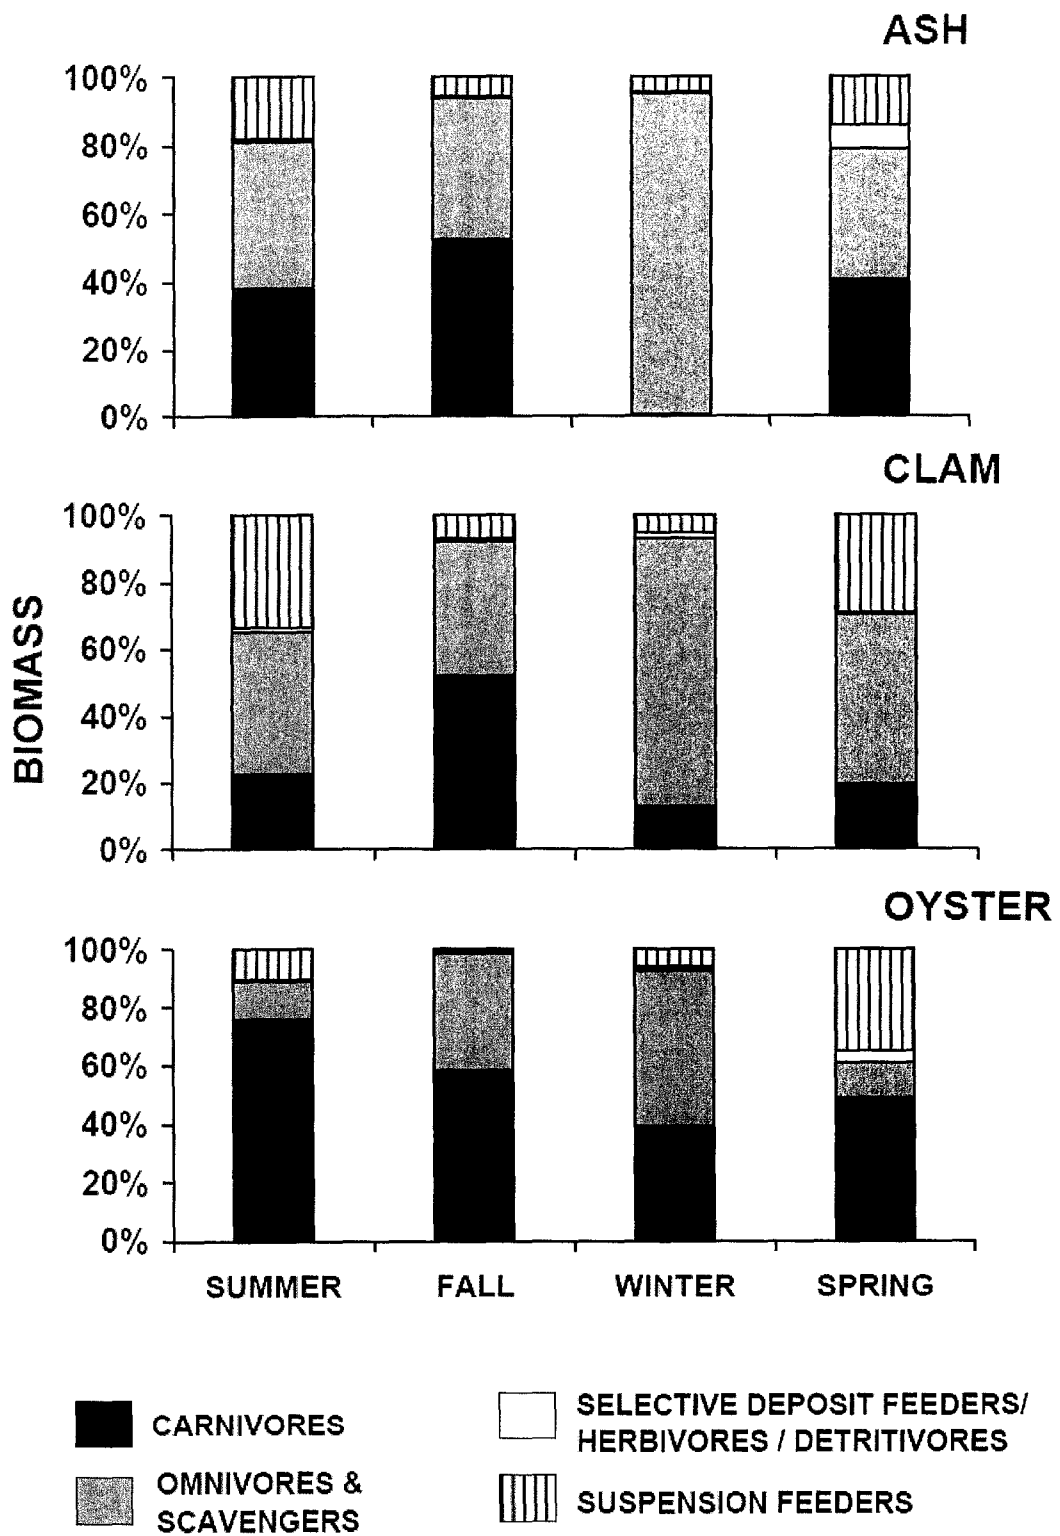 ASH
100%
80%
60%
40%
20%
0%
CLAM
100%
80%
60%
40%
20%
0%
BIOMASS
OYSTER
100%
80%
60%
40%
20%
0%
SUMMER FALL WINTER SPRING
CARNIVORES
OMNIVORES &
SCAVENGERS
SELECTIVE DEPOSIT FEEDERS/
HERBIVORES / DETRITIVORES
SUSPENSION FEEDERS